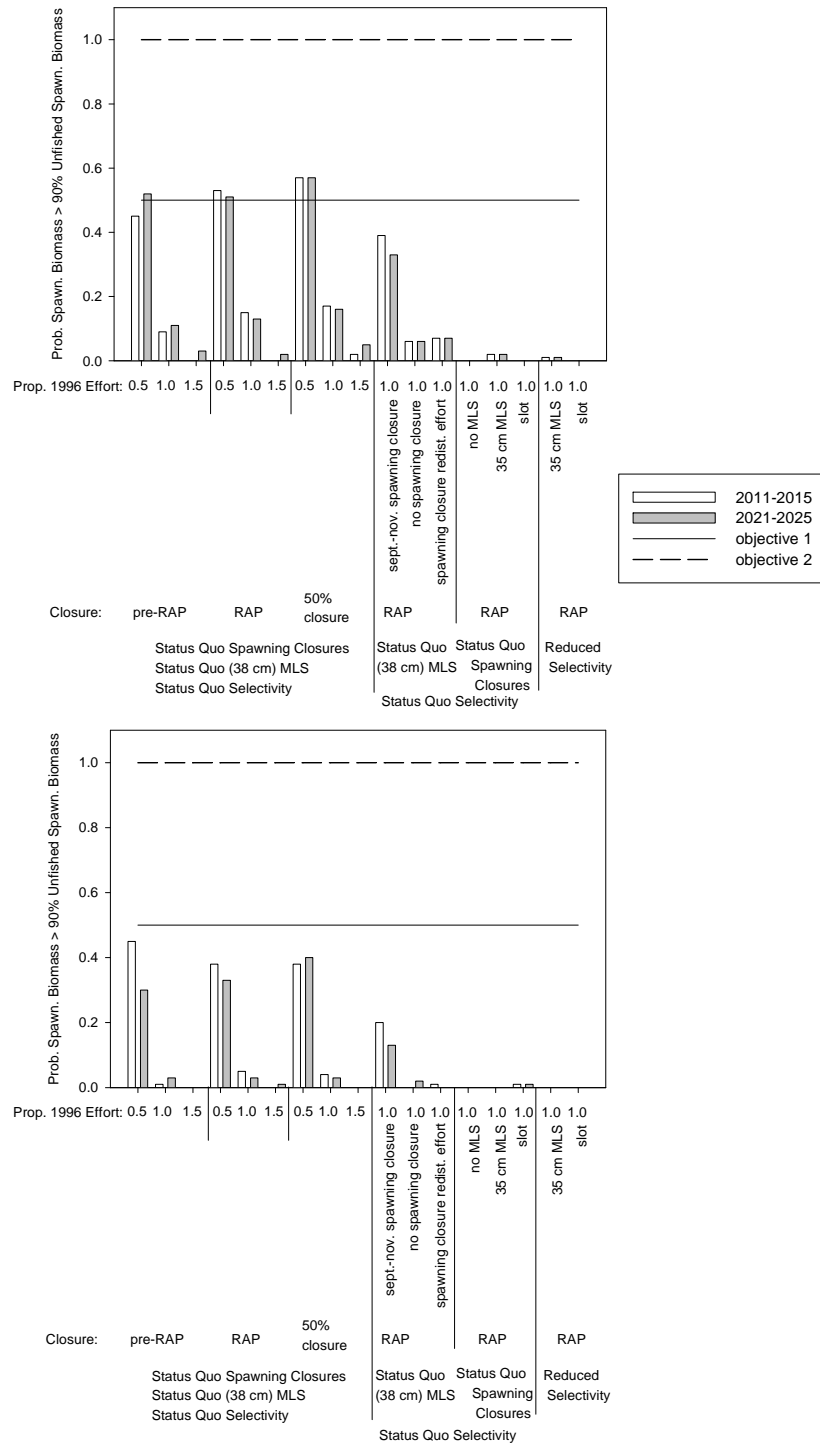 Prob. Spawn. Biomass > 90% Unfished Spawn. Biomass
1.0
0.8
0.6
0.4
0.2
0.0
Prop. 1996 Effort: 0.5 1.0 1.5 0.5 1.0 1.5 0.5 1.0 1.5 1.0 1.0 1.0 1.0 1.0 1.0 1.0 1.0
sept.-nov. spawning closure
no spawning closure
spawning closure redist. effort
no MLS
35 cm MLS
slot
35 cm MLS
slot
2011-2015
2021-2025
objective 1
objective 2
Closure: pre-RAP RAP 50% closure RAP RAP RAP
Status Quo Spawning Closures
Status Quo (38 cm) MLS
Status Quo Selectivity
Status Quo
(38 cm) MLS
Status Quo
Spawning
Closures
Reduced
Selectivity
Status Quo Selectivity
Prob. Spawn. Biomass > 90% Unfished Spawn. Biomass
1.0
0.8
0.6
0.4
0.2
0.0
Prop. 1996 Effort: 0.5 1.0 1.5 0.5 1.0 1.5 0.5 1.0 1.5 1.0 1.0 1.0 1.0 1.0 1.0 1.0 1.0
sept.-nov. spawning closure
no spawning closure
spawning closure redist. effort
no MLS
35 cm MLS
slot
35 cm MLS
slot
Closure: pre-RAP RAP 50% closure RAP RAP RAP
Status Quo Spawning Closures
Status Quo (38 cm) MLS
Status Quo Selectivity
Status Quo
(38 cm) MLS
Status Quo
Spawning
Closures
Reduced
Selectivity
Status Quo Selectivity